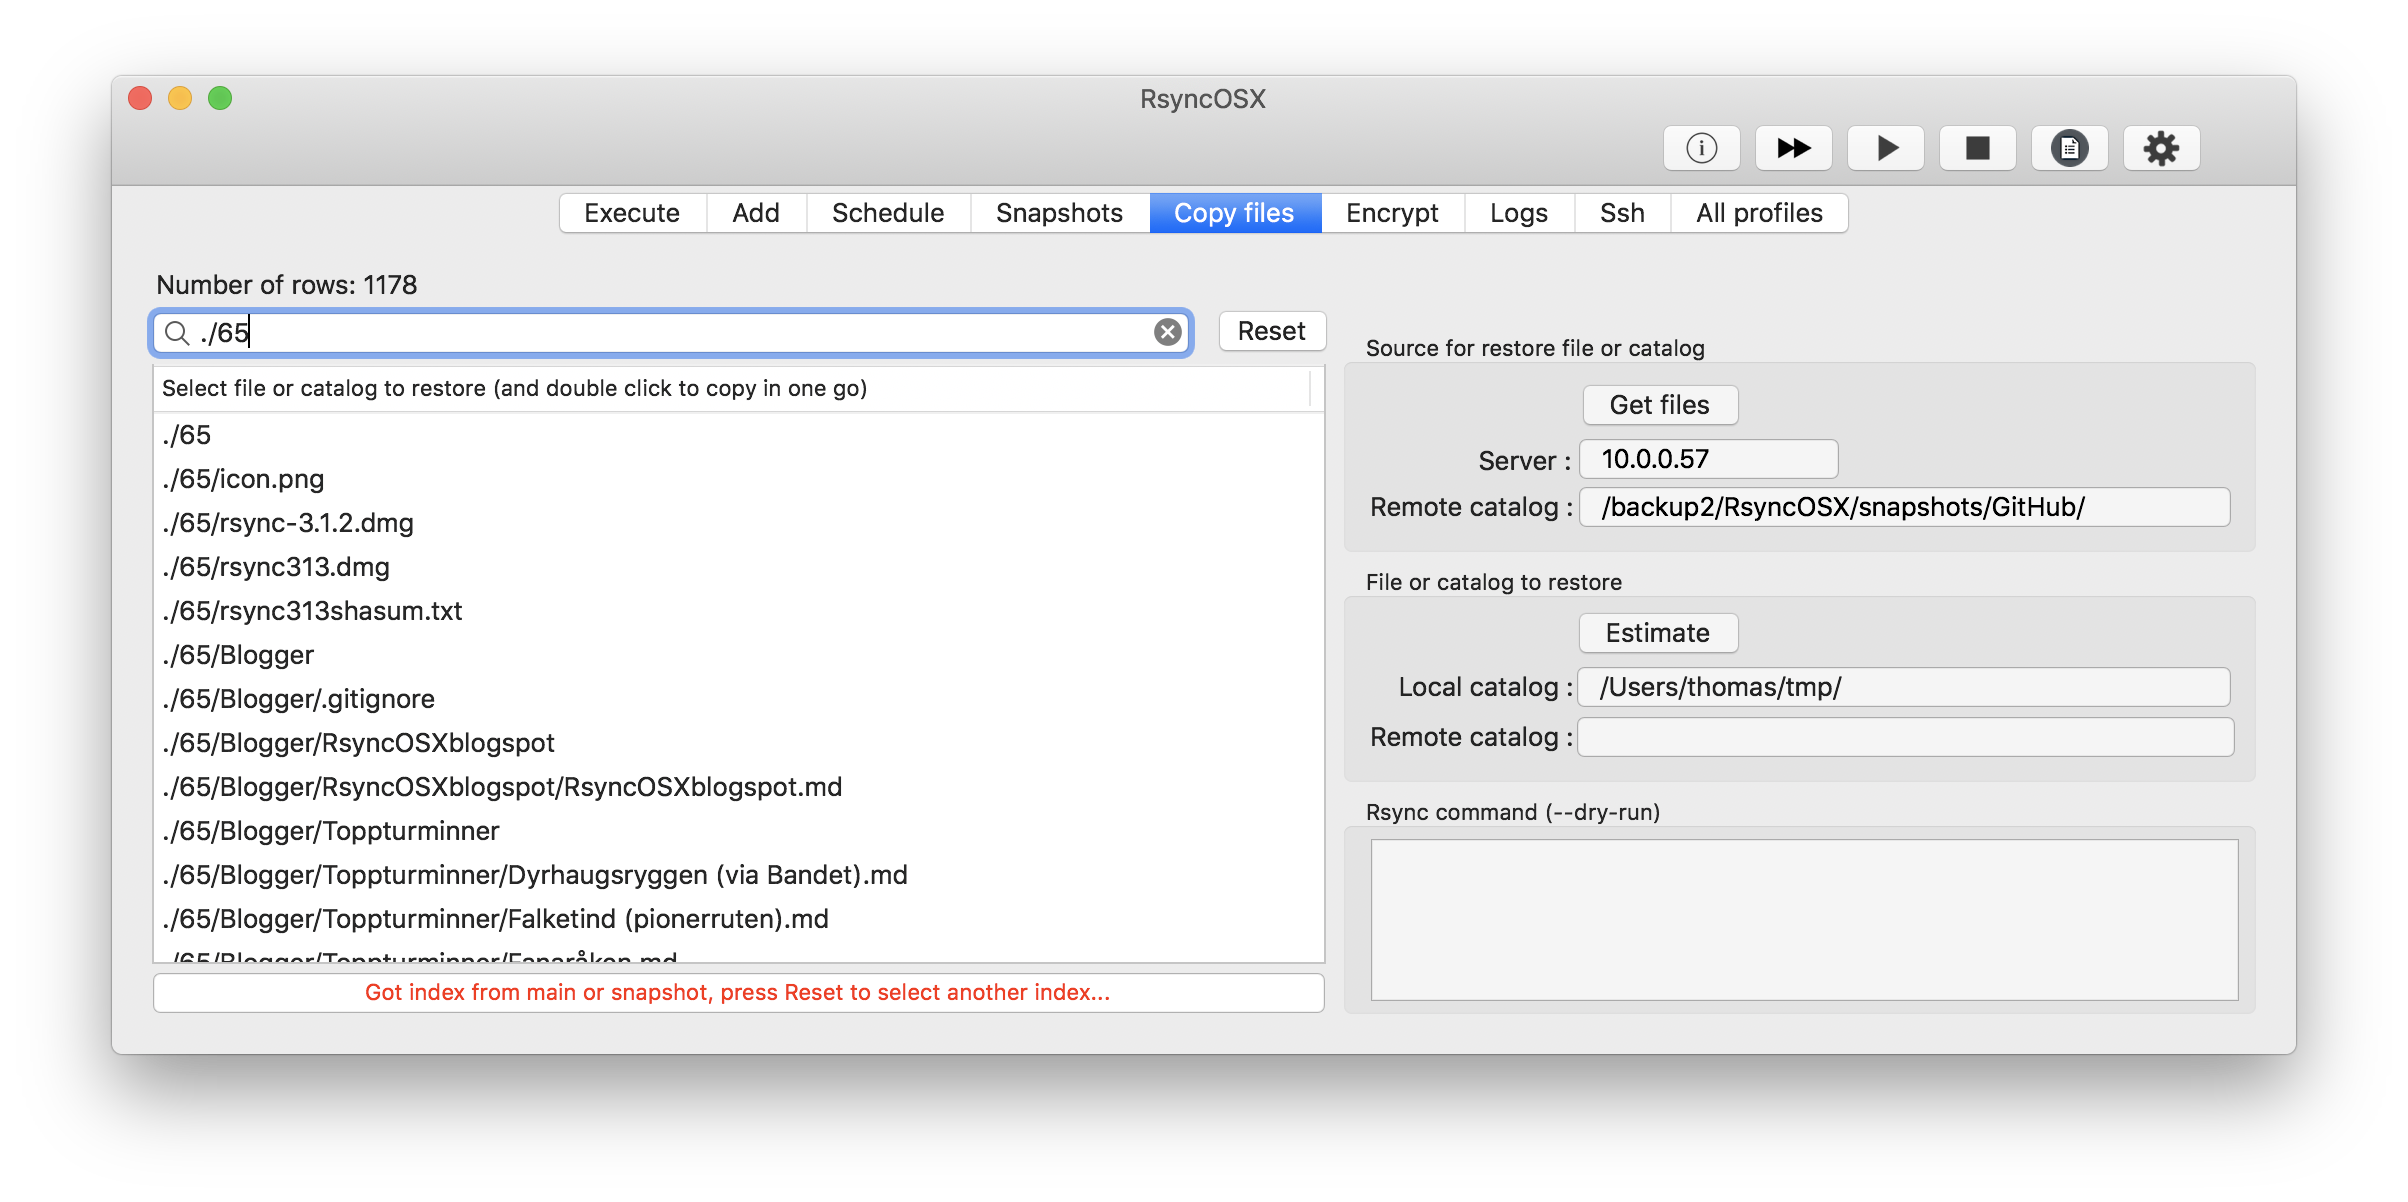 RsyncOSX
Execute Add Schedule Snapshots Copy files Encrypt Logs Ssh All profiles
Number of rows: 1178
./65
Reset
Select file or catalog to restore (and double click to copy in one go)
./65
./65/icon.png
./65/rsync-3.1.2.dmg
./65/rsync313.dmg
./65/rsync313shasum.txt
./65/Blogger
./65/Blogger/.gitignore
./65/Blogger/RsyncOSXblogspot
./65/Blogger/RsyncOSXblogspot/RsyncOSXblogspot.md
./65/Blogger/Toppturminner
./65/Blogger/Toppturminner/Dyrhaugsryggen (via Bandet).md
./65/Blogger/Toppturminner/Falketind (pionerruten).md
./65/Blogger/Toppturminner/Fanaråken.md
Got index from main or snapshot, press Reset to select another index...
Source for restore file or catalog
Get files
Server : 10.0.0.57
Remote catalog : /backup2/RsyncOSX/snapshots/GitHub/
File or catalog to restore
Estimate
Local catalog : /Users/thomas/tmp/
Remote catalog :
Rsync command (--dry-run)